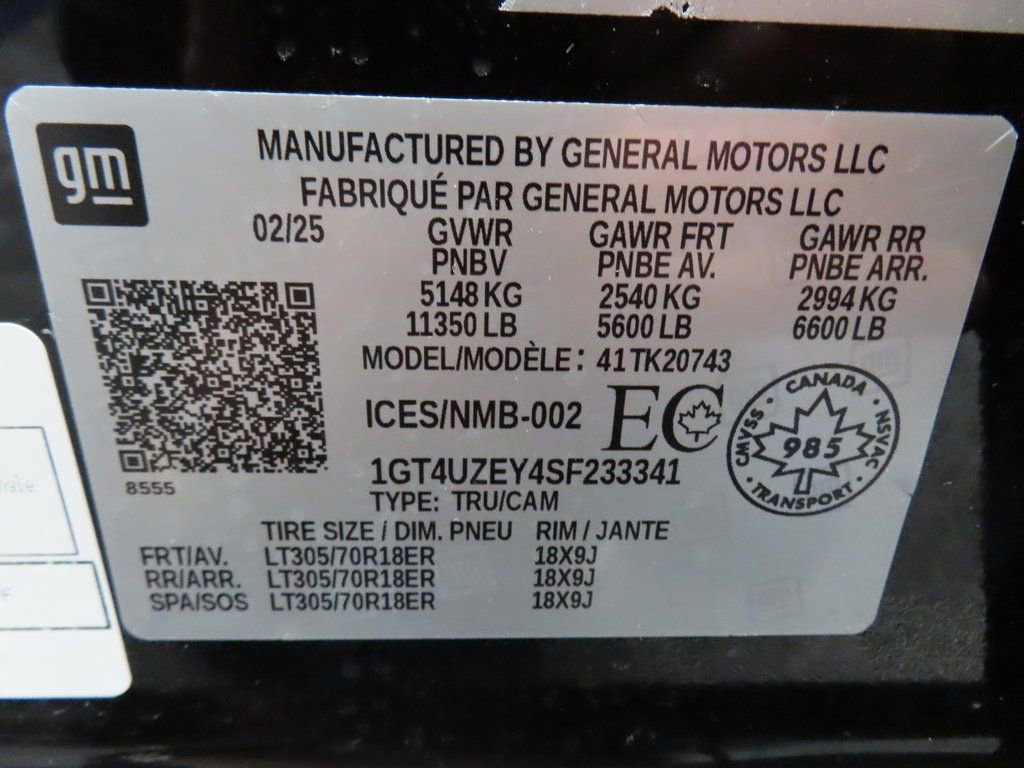 gm
MANUFACTURED BY GENERAL MOTORS LLC
FABRIQUÉ PAR GENERAL MOTORS LLC
02/25 GVWR GAWR FRT GAWR RR
PNBV PNBE AV. PNBE ARR.
5148 KG 2540 KG 2994 KG
11350 LB 5600 LB 6600 LB
MODEL/MODÈLE: 41TK20743
ICES/NMB-002 EC
CANADA
CMVSS · NSVAC
985
· TRANSPORT ·
8555
1GT4UZEY4SF233341
TYPE: TRU/CAM
TIRE SIZE / DIM. PNEU RIM / JANTE
FRT/AV. LT305/70R18ER 18X9J
RR/ARR. LT305/70R18ER 18X9J
SPA/SOS LT305/70R18ER 18X9J